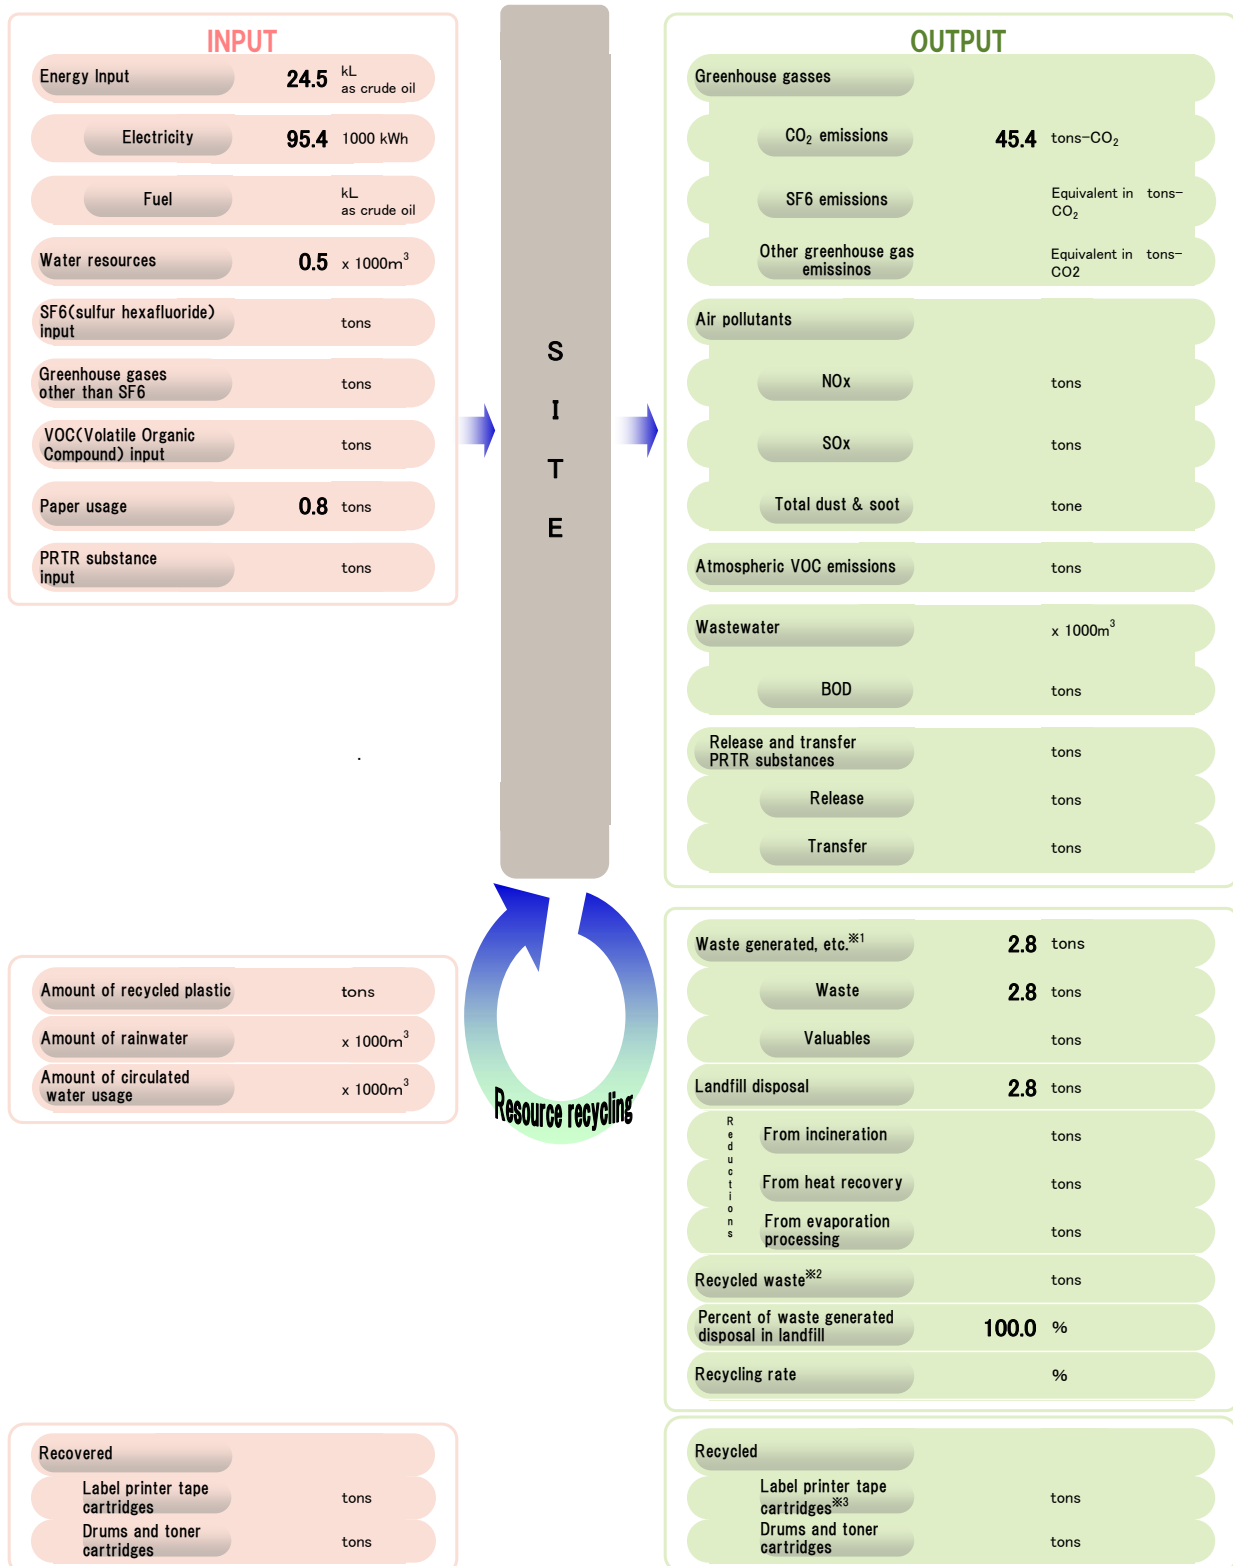 INPUT
Energy Input 24.5 kL
as crude oil
Electricity 95.4 1000 kWh
Fuel kL
as crude oil
Water resources 0.5 x 1000m³
SF6(sulfur hexafluoride)
input tons
Greenhouse gases
other than SF6 tons
VOC(Volatile Organic
Compound) input tons
Paper usage 0.8 tons
PRTR substance
input tons
S
I
T
E
OUTPUT
Greenhouse gasses
CO₂ emissions 45.4 tons-CO₂
SF6 emissions Equivalent in tons-
CO₂
Other greenhouse gas
emissinos Equivalent in tons-
CO2
Air pollutants
NOx tons
SOx tons
Total dust & soot tone
Atmospheric VOC emissions tons
Wastewater x 1000m³
BOD tons
Release and transfer
PRTR substances tons
Release tons
Transfer tons
Amount of recycled plastic tons
Amount of rainwater x 1000m³
Amount of circulated
water usage x 1000m³
Resource recycling
Waste generated, etc.※1 2.8 tons
Waste 2.8 tons
Valuables tons
Landfill disposal 2.8 tons
Reductions
From incineration tons
From heat recovery tons
From evaporation
processing tons
Recycled waste※2 tons
Percent of waste generated
disposal in landfill 100.0 %
Recycling rate %
Recovered
Label printer tape
cartridges tons
Drums and toner
cartridges tons
Recycled
Label printer tape
cartridges※3 tons
Drums and toner
cartridges tons